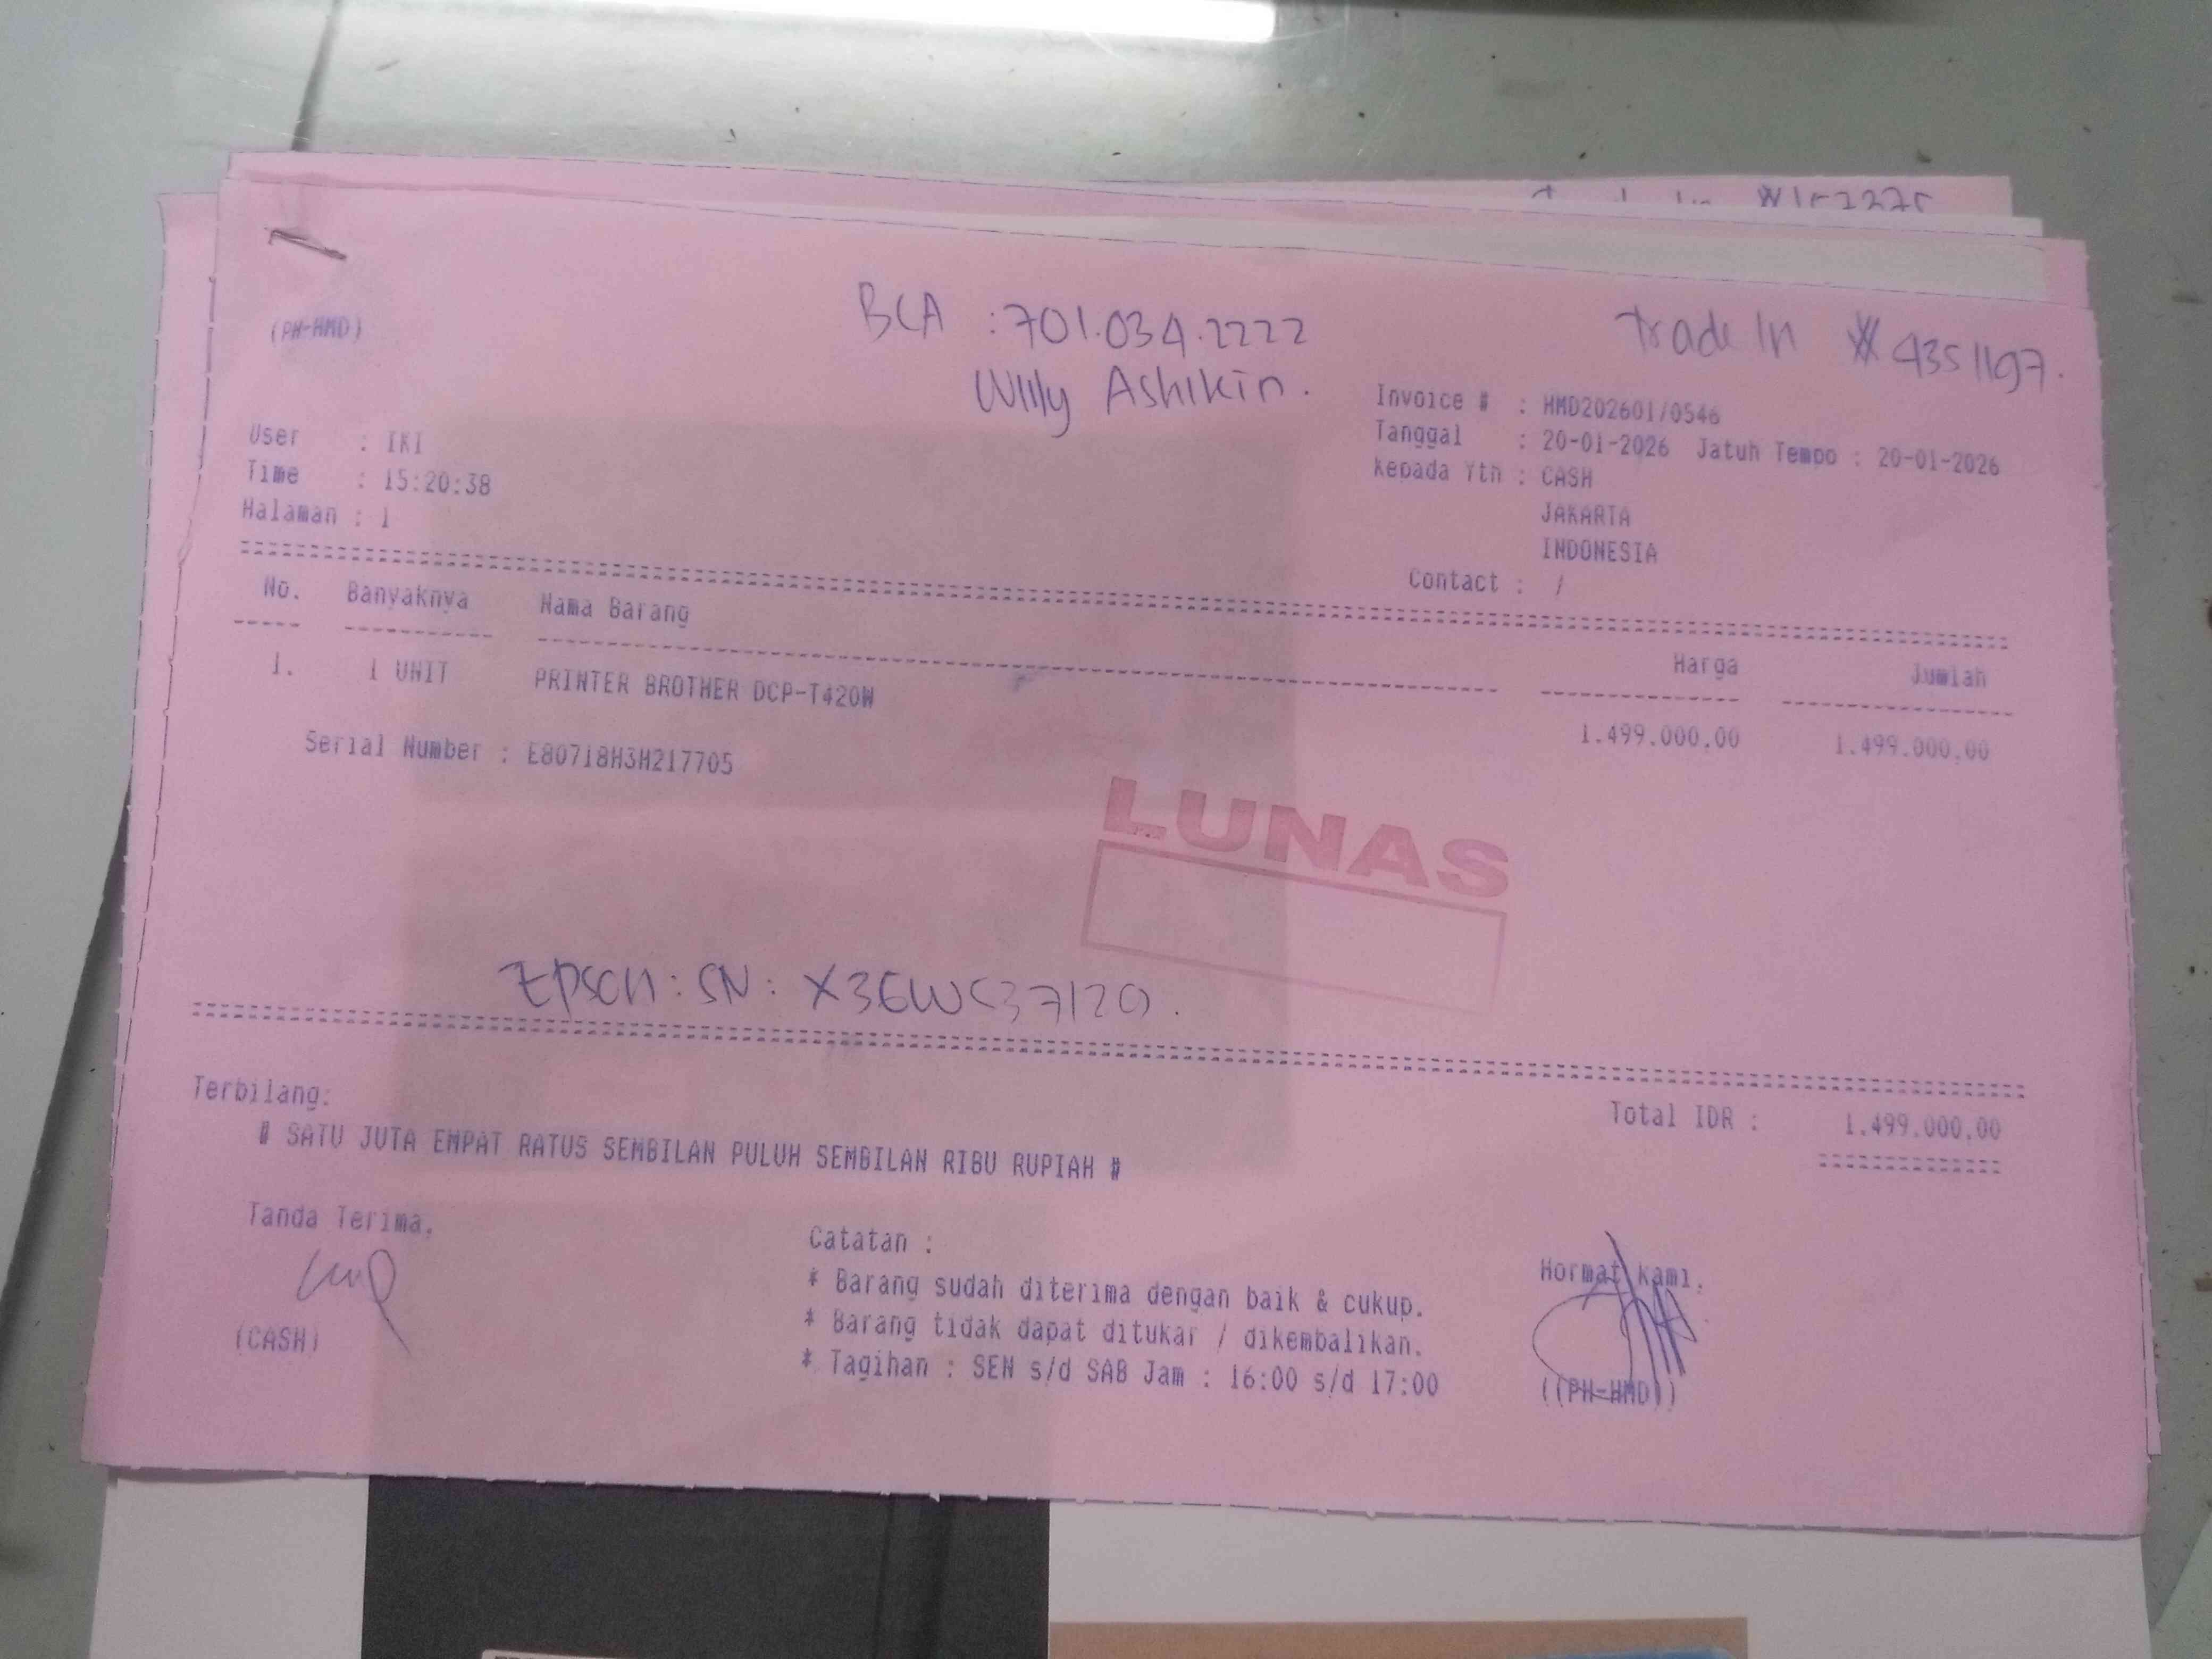 BCA : 701.034.2222
Willy Ashikin.
Trade In # 4351197.
(PH-HMD)
Invoice # : HMD202601/0546
Tanggal : 20-01-2026 Jatuh Tempo : 20-01-2026
Kepada Yth : CASH
JAKARTA
INDONESIA
Contact : /
User : IKI
Time : 15:20:38
Halaman : 1
No. Banyaknya Nama Barang Harga Jumlah
1. 1 UNIT PRINTER BROTHER DCP-T420W 1.499.000,00 1.499.000,00
Serial Number : E80718H3H217705
LUNAS
EPSON : SN :
Terbilang:
# SATU JUTA EMPAT RATUS SEMBILAN PULUH SEMBILAN RIBU RUPIAH #
Total IDR : 1.499.000,00
Tanda Terima,
(CASH)
Catatan :
* Barang sudah diterima dengan baik & cukup.
* Barang tidak dapat ditukar / dikembalikan.
* Tagihan : SEN s/d SAB Jam : 16:00 s/d 17:00
Hormat kami,
((PH-HMD))